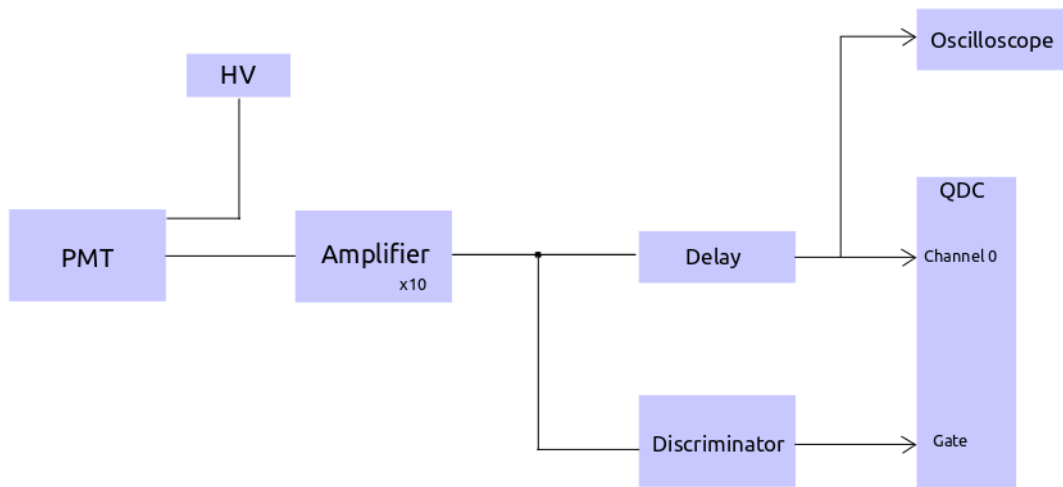 Oscilloscope
HV
QDC
PMT
Amplifier
x10
Delay
Channel 0
Discriminator
Gate